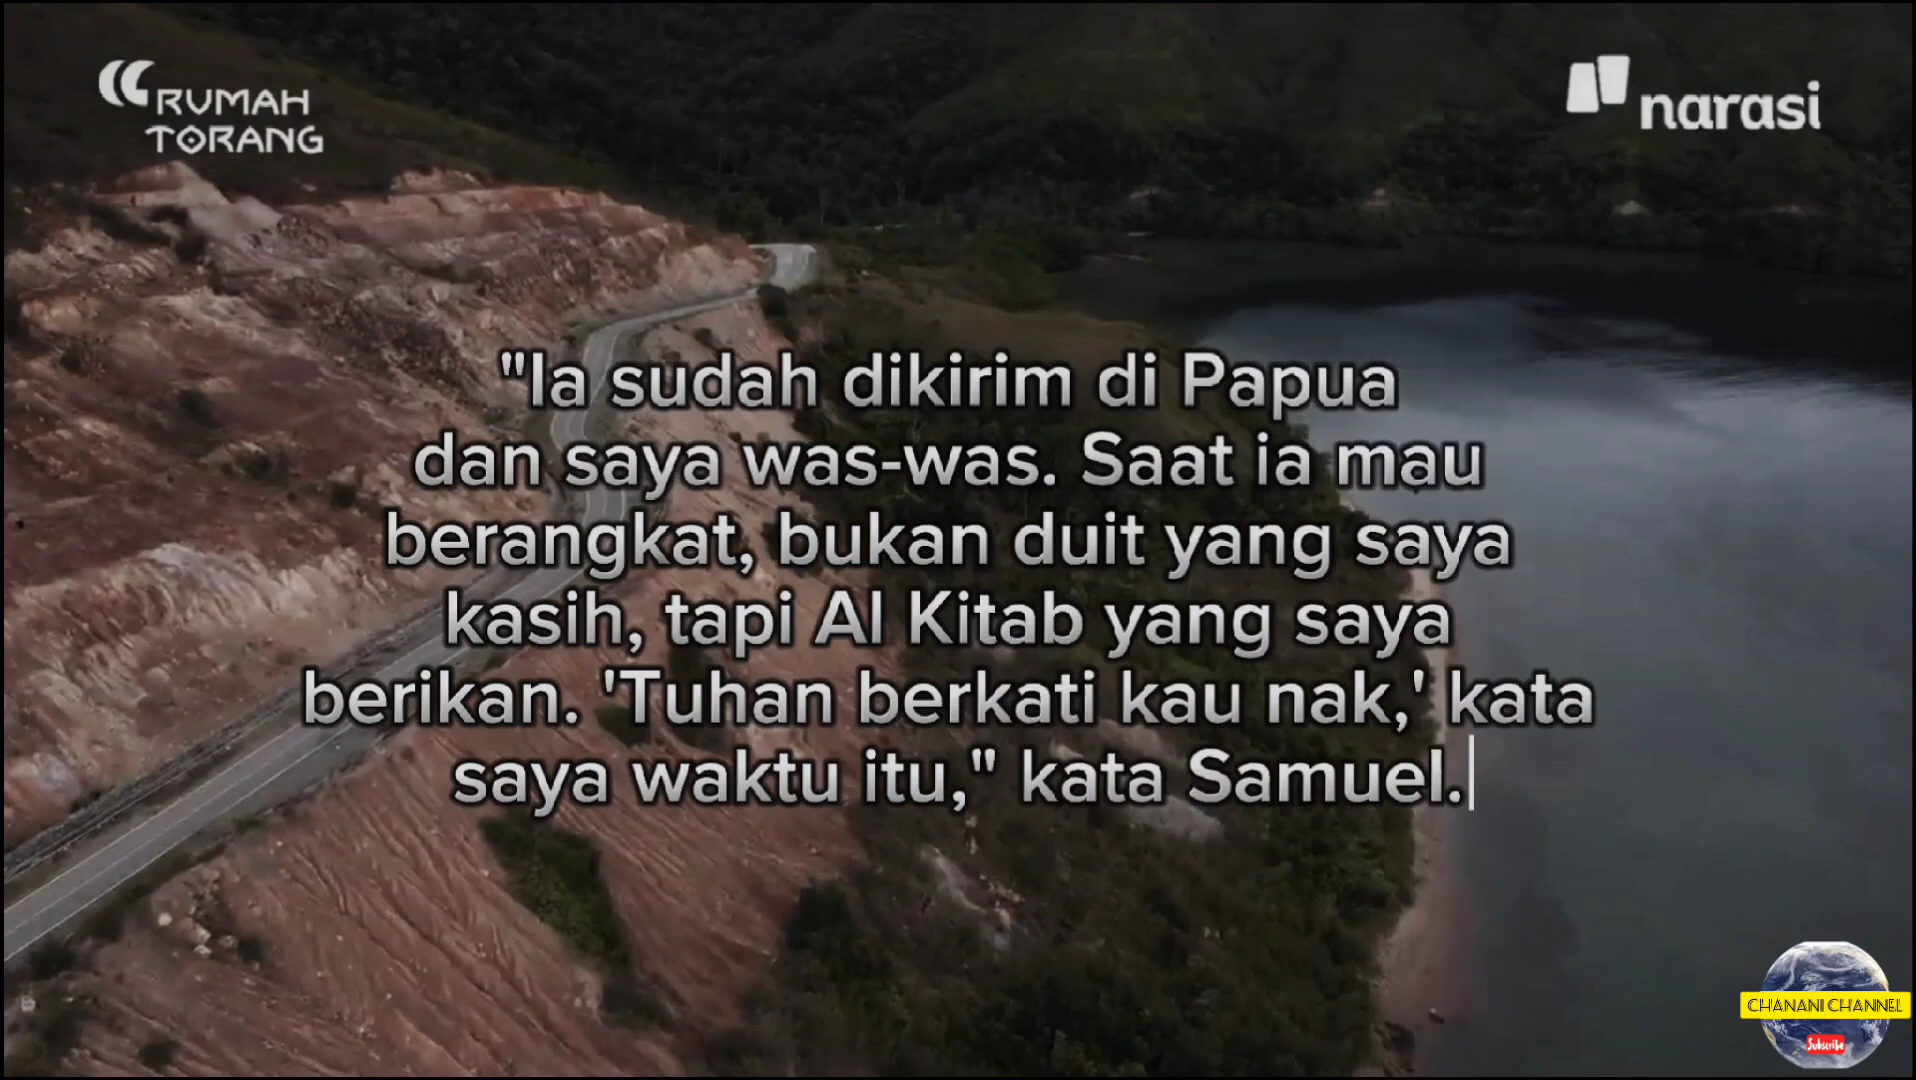 RUMAH
TORANG
narasi
"Ia sudah dikirim di Papua
dan saya was-was. Saat ia mau
berangkat, bukan duit yang saya
kasih, tapi Al Kitab yang saya
berikan. 'Tuhan berkati kau nak,' kata
saya waktu itu," kata Samuel.
CHANANI CHANNEL
Subscribe